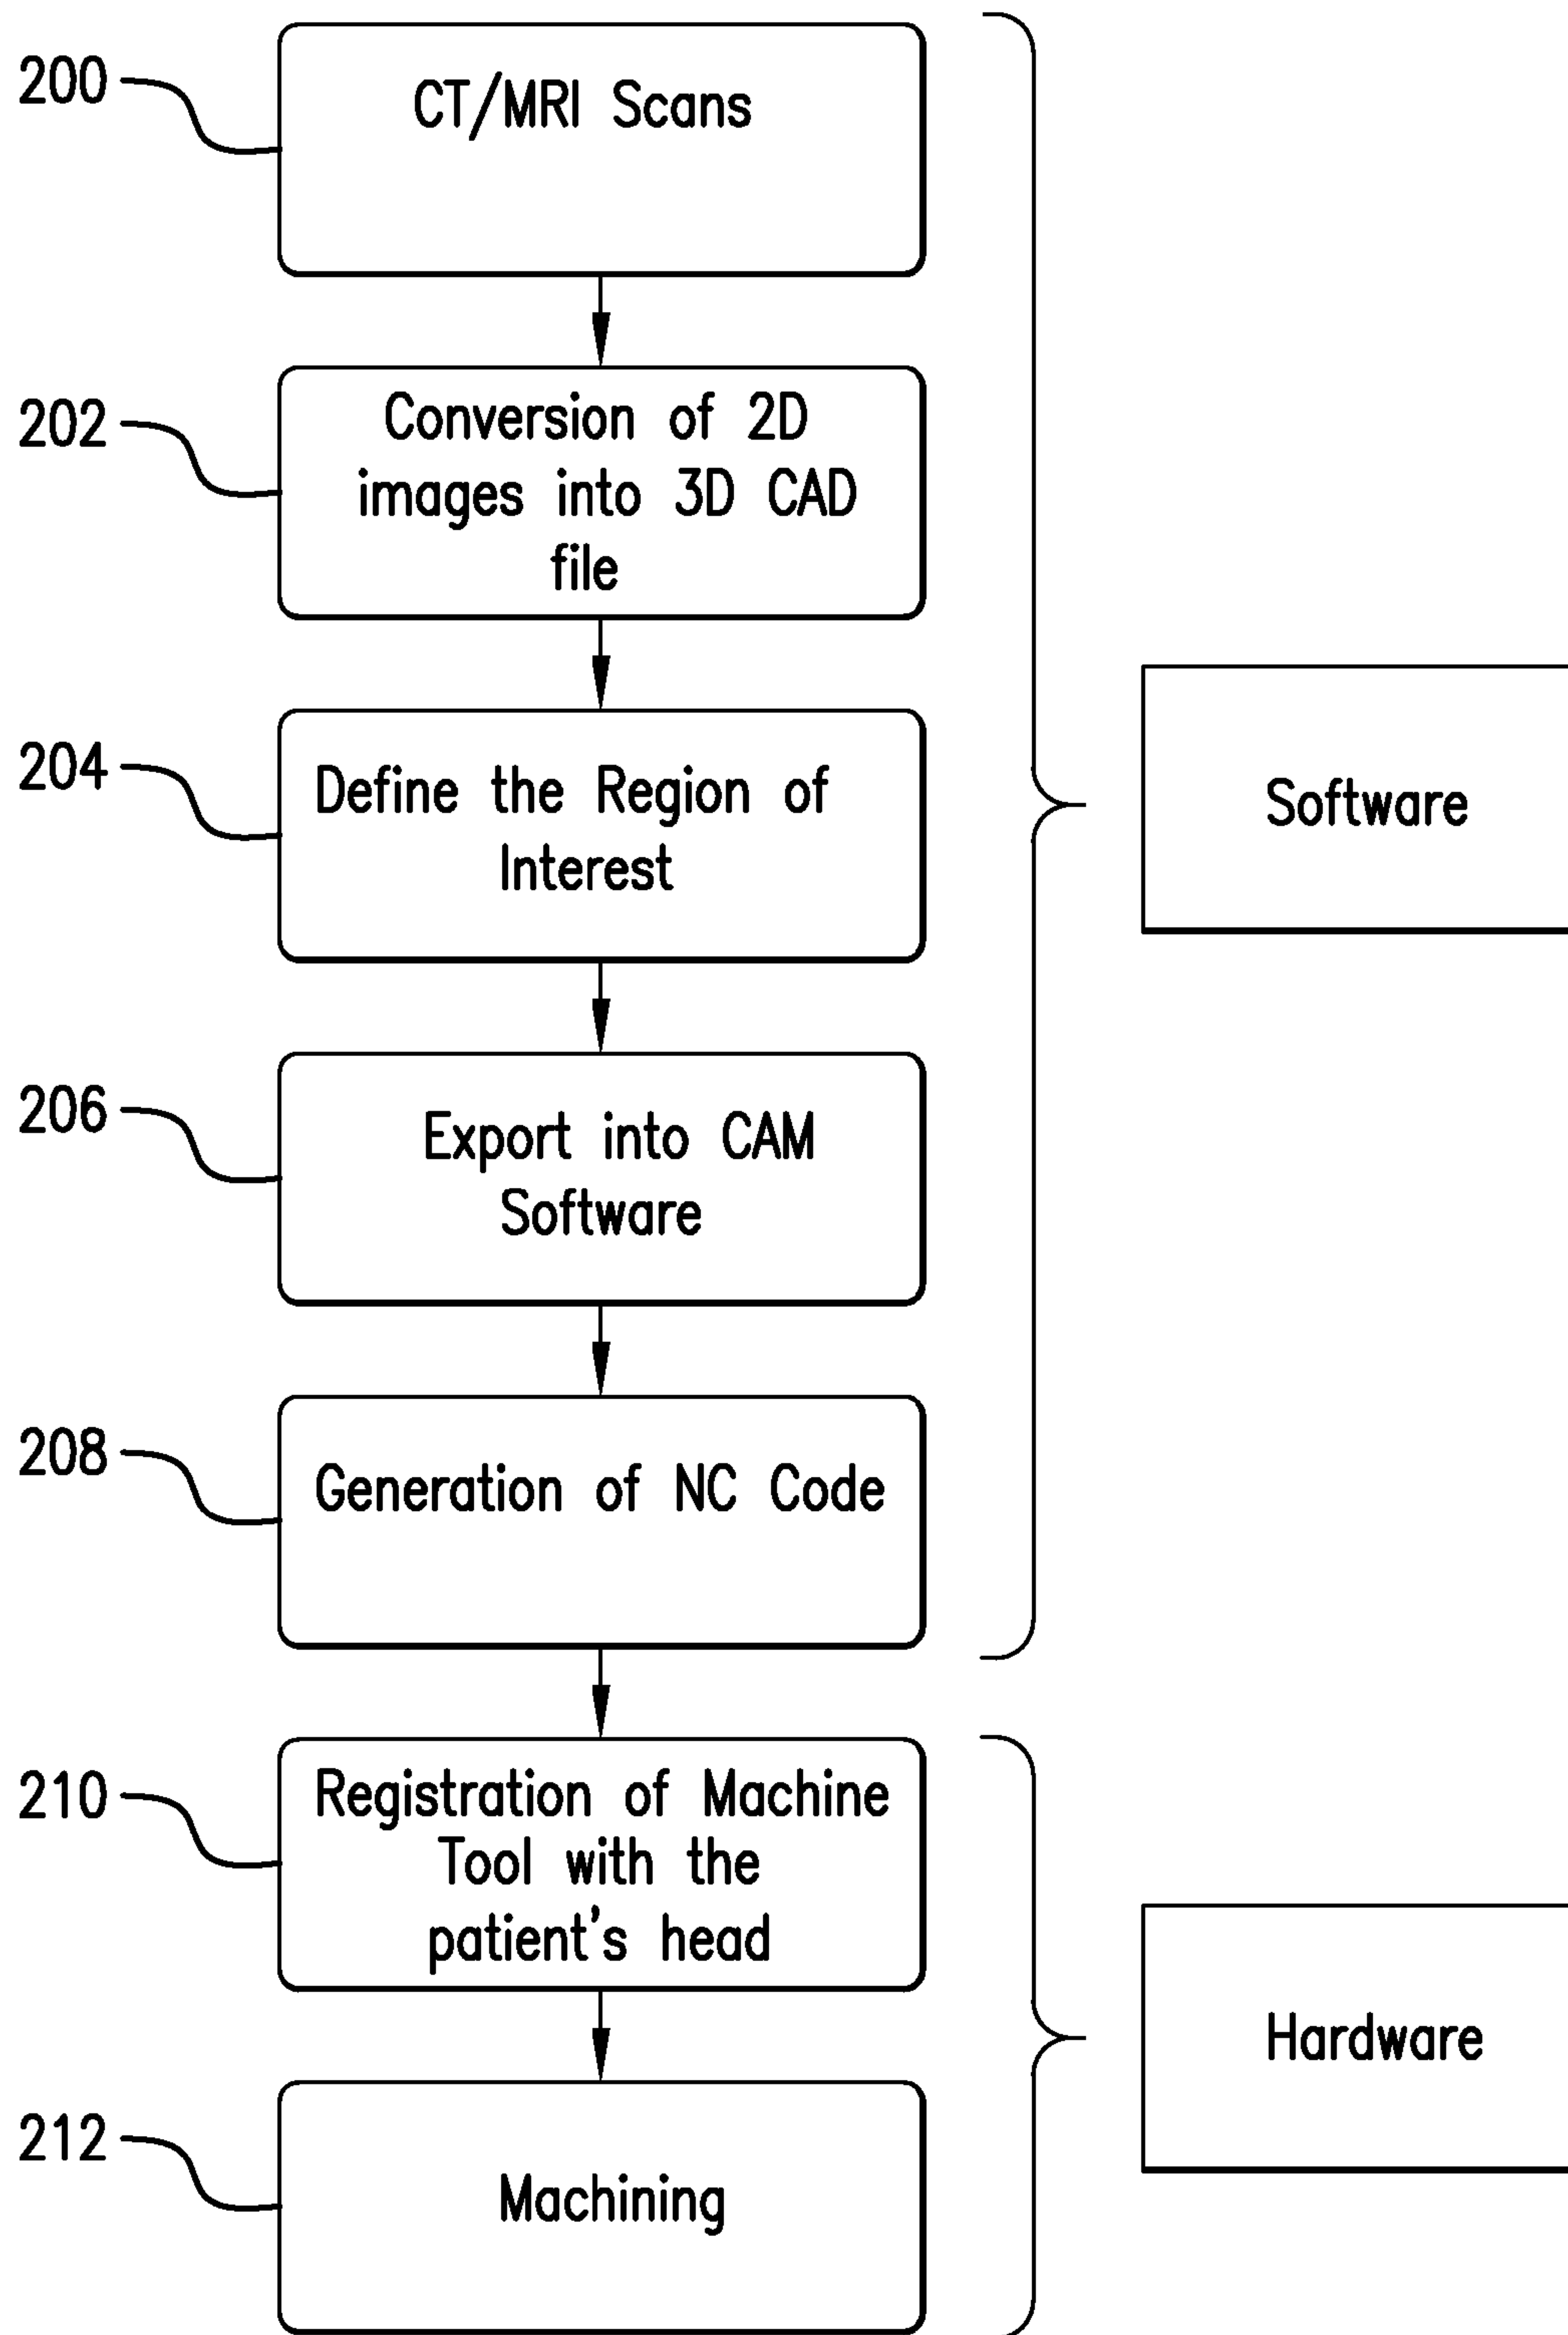 200
CT/MRI Scans
202
Conversion of 2D
images into 3D CAD
file
204
Define the Region of
Interest
Software
206
Export into CAM
Software
208
Generation of NC Code
210
Registration of Machine
Tool with the
patient's head
Hardware
212
Machining